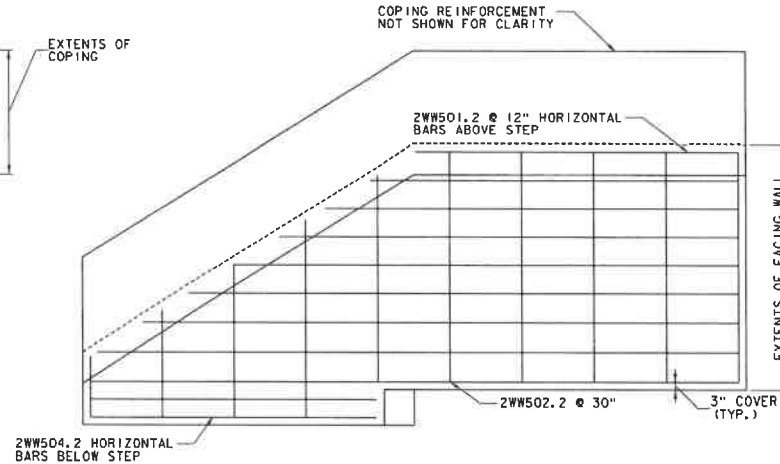 COPING REINFORCEMENT
NOT SHOWN FOR CLARITY
EXTENTS OF
COPING
2WW501.2 @ 12" HORIZONTAL
BARS ABOVE STEP
EXTENTS OF FACING WALL
2WW502.2 @ 30"
3" COVER
(TYP.)
2WW504.2 HORIZONTAL
BARS BELOW STEP